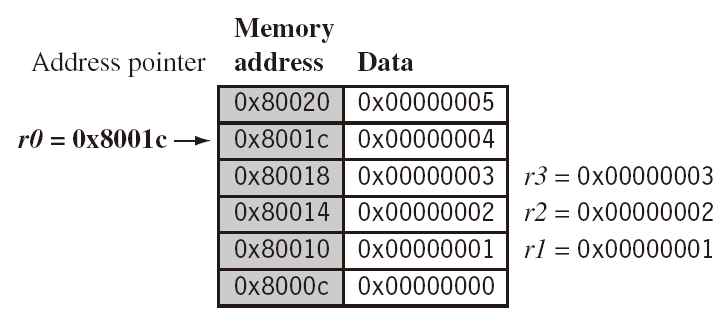 Memory
Address pointer address Data
0x80020 0x00000005
r0 = 0x8001c 0x8001c 0x00000004
0x80018 0x00000003 r3 = 0x00000003
0x80014 0x00000002 r2 = 0x00000002
0x80010 0x00000001 r1 = 0x00000001
0x8000c 0x00000000